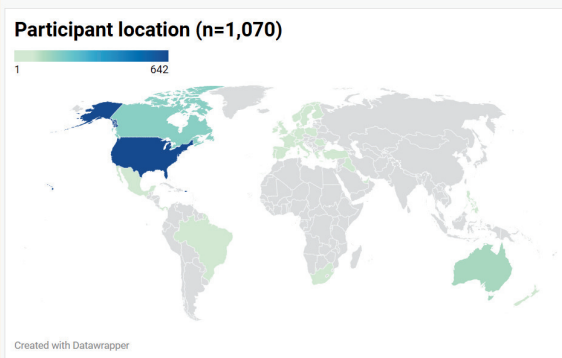 Participant location (n=1,070)
1 642
Created with Datawrapper